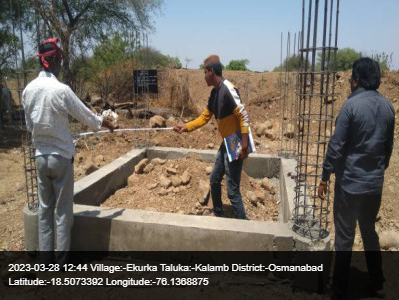 2023-03-28 12:44 Village:-Ekurka Taluka:-Kalamb District:-Osmanabad
Latitude:-18.5073392 Longitude:-76.1368875